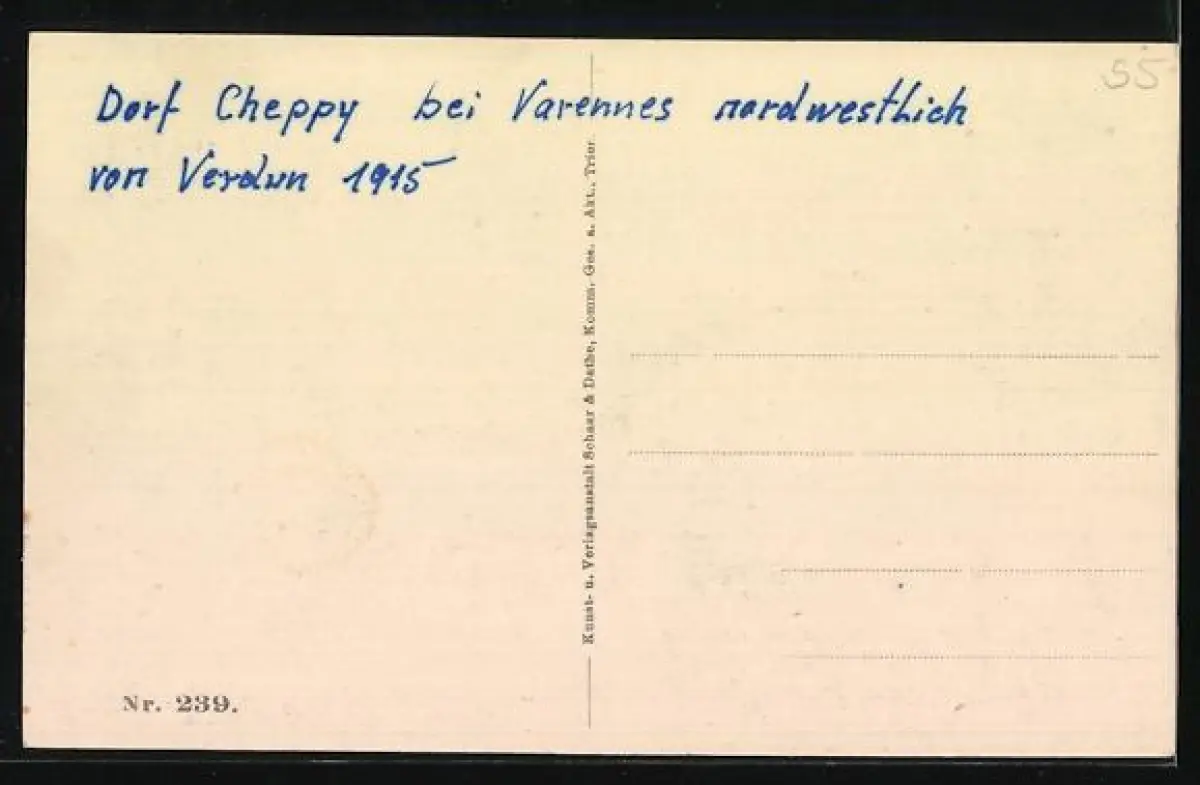 Dorf Cheppy bei Varennes nordwestlich
von Verdun 1915
55
Kunst- u. Verlagsanstalt Schaar & Dathe, Komm. Ges. a. Akt., Trier
Nr. 239.